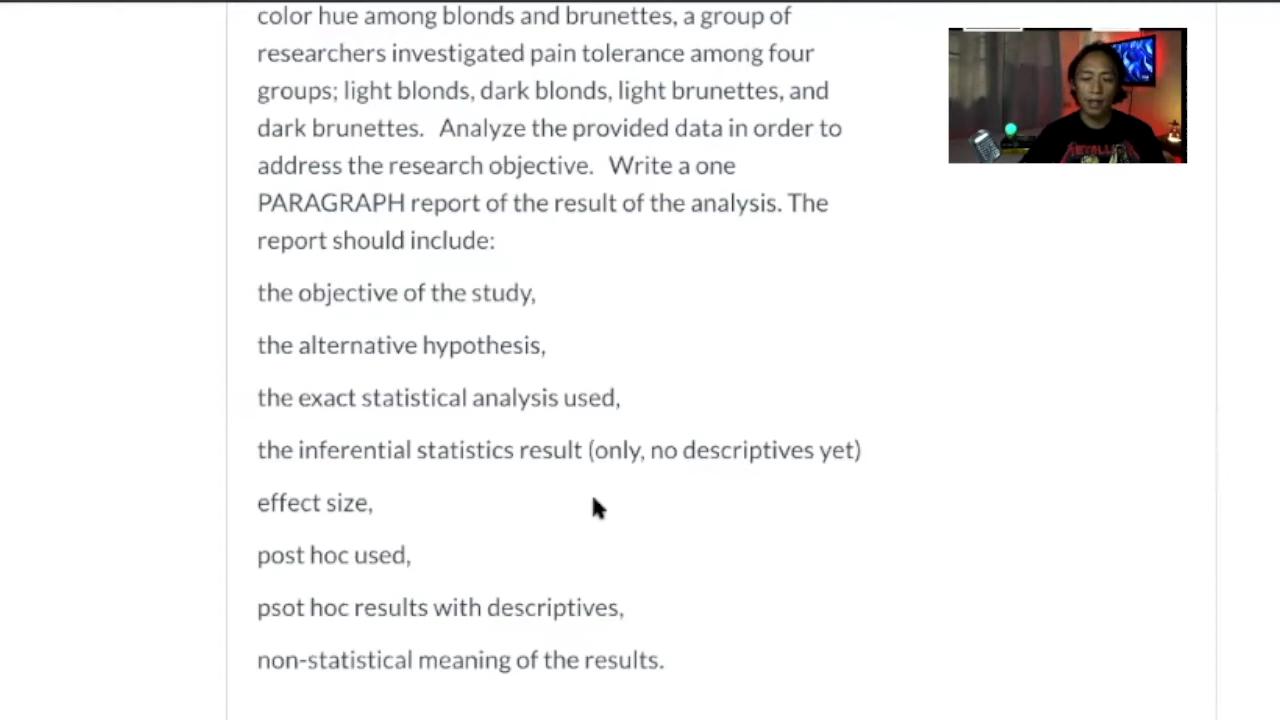 color hue among blonds and brunettes, a group of
researchers investigated pain tolerance among four
groups; light blonds, dark blonds, light brunettes, and
dark brunettes. Analyze the provided data in order to
address the research objective. Write a one
PARAGRAPH report of the result of the analysis. The
report should include:
the objective of the study,
the alternative hypothesis,
the exact statistical analysis used,
the inferential statistics result (only, no descriptives yet)
effect size,
post hoc used,
psot hoc results with descriptives,
non-statistical meaning of the results.
METALLICA